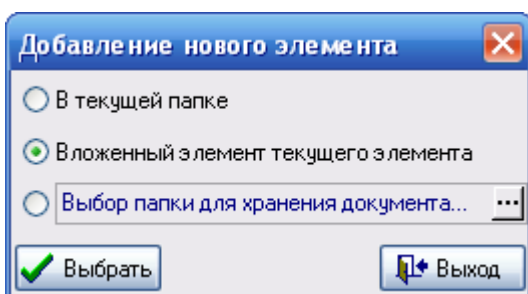 Добавление нового элемента
В текущей папке
Вложенный элемент текущего элемента
Выбор папки для хранения документа... ...
Выбрать Выход